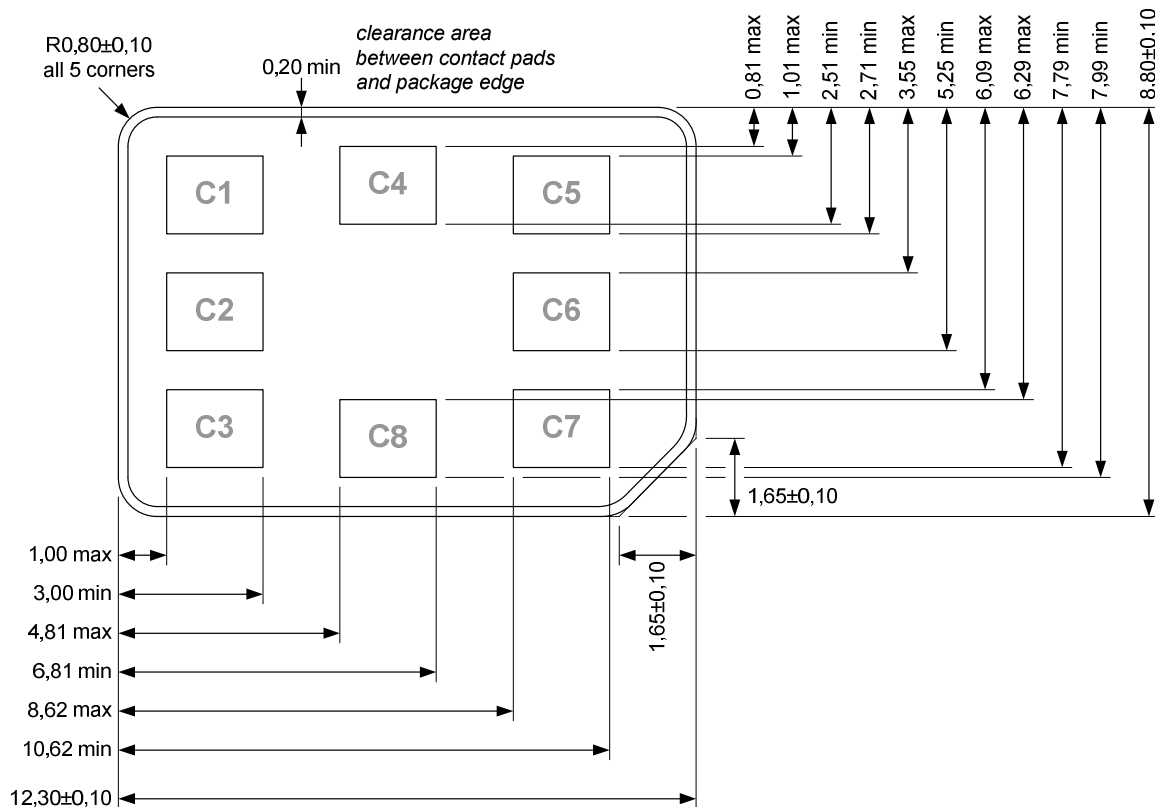 R0,80±0,10
all 5 corners
0,20 min
clearance area
between contact pads
and package edge
0,81 max
1,01 max
2,51 min
2,71 min
3,55 max
5,25 min
6,09 max
6,29 max
7,79 min
7,99 min
8,80±0,10
C1
C4
C5
C2
C6
C3
C8
C7
1,65±0,10
1,65±0,10
1,00 max
3,00 min
4,81 max
6,81 min
8,62 max
10,62 min
12,30±0,10